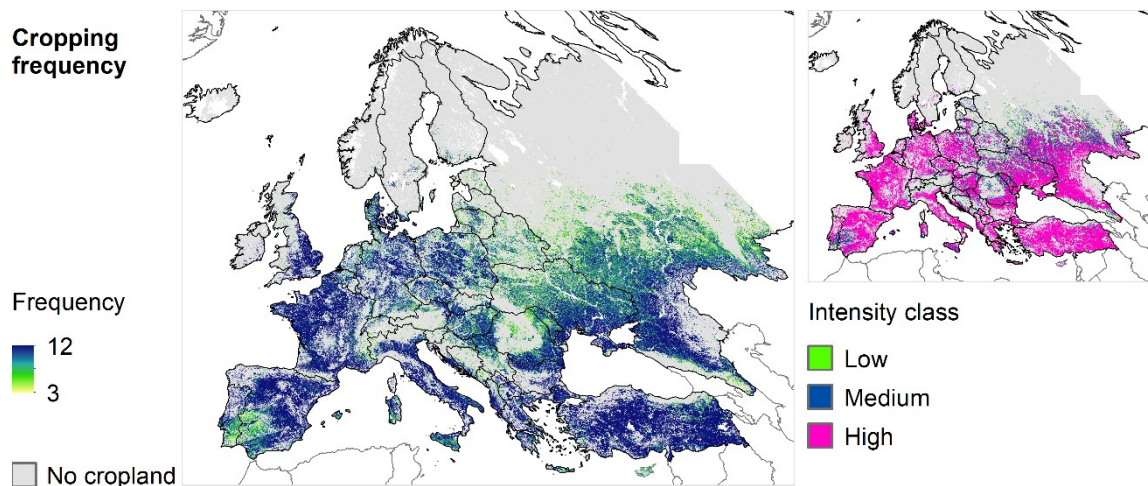 Cropping
frequency
Frequency
12
3
No cropland
Intensity class
Low
Medium
High